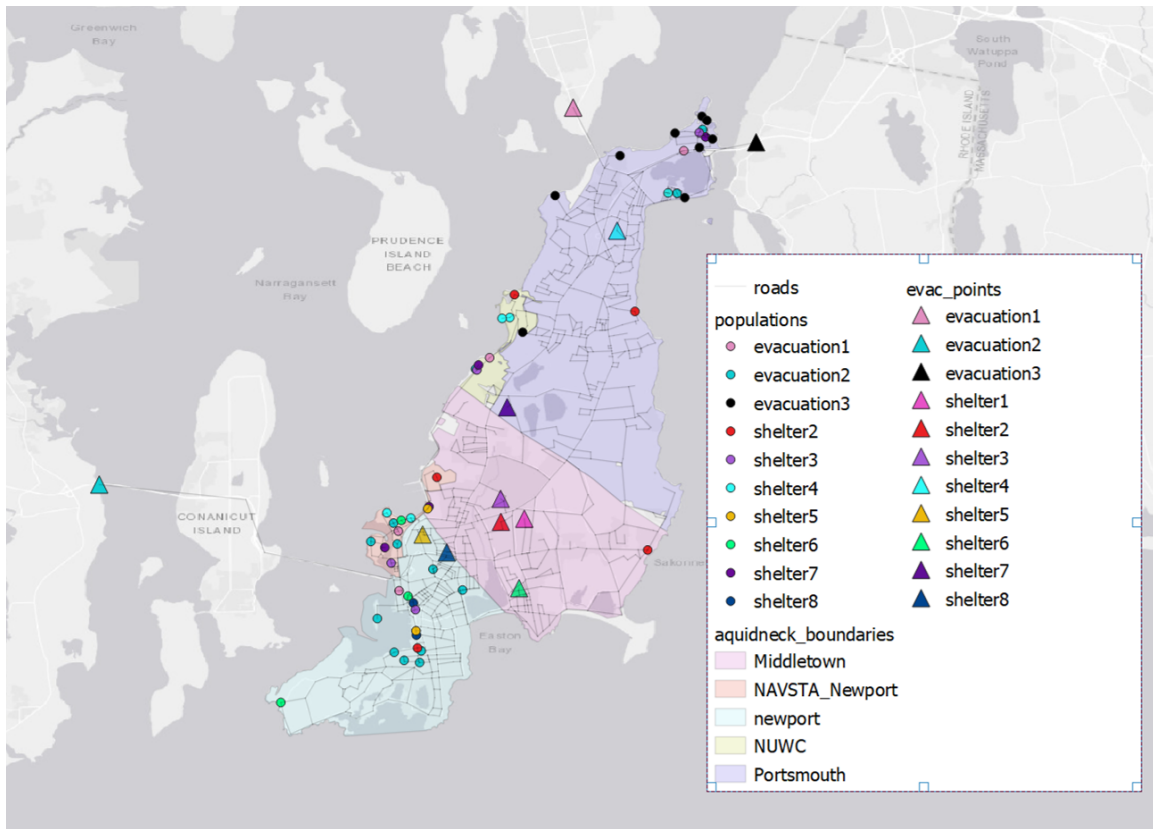 Greenwich
Bay
South
Watuppa
Pond
RHODE ISLAND
MASSACHUSETTS
PRUDENCE
ISLAND
BEACH
Narragansett
Bay
CONANICUT
ISLAND
Easton
Bay
Sakonne
roads
populations
evacuation1
evacuation2
evacuation3
shelter2
shelter3
shelter4
shelter5
shelter6
shelter7
shelter8
aquidneck_boundaries
Middletown
NAVSTA_Newport
newport
NUWC
Portsmouth
evac_points
evacuation1
evacuation2
evacuation3
shelter1
shelter2
shelter3
shelter4
shelter5
shelter6
shelter7
shelter8